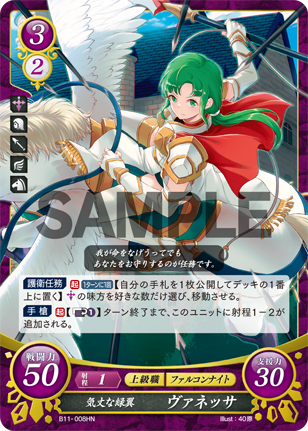 3
2
SAMPLE
我が命をなげうってでも
あなたをお守りするのが任務です。
護衛任務 起 1ターンに1回 【自分の手札を1枚公開してデッキの1番
上に置く】 の味方を好きな数だけ選び、移動させる。
手槍 起 【1】 ターン終了まで、このユニットに射程1－2が
追加される。
戦闘力 50
射程 1
上級職 ファルコンナイト
支援力 30
気丈な緑翼 ヴァネッサ
B11-008HN
Illust：40原